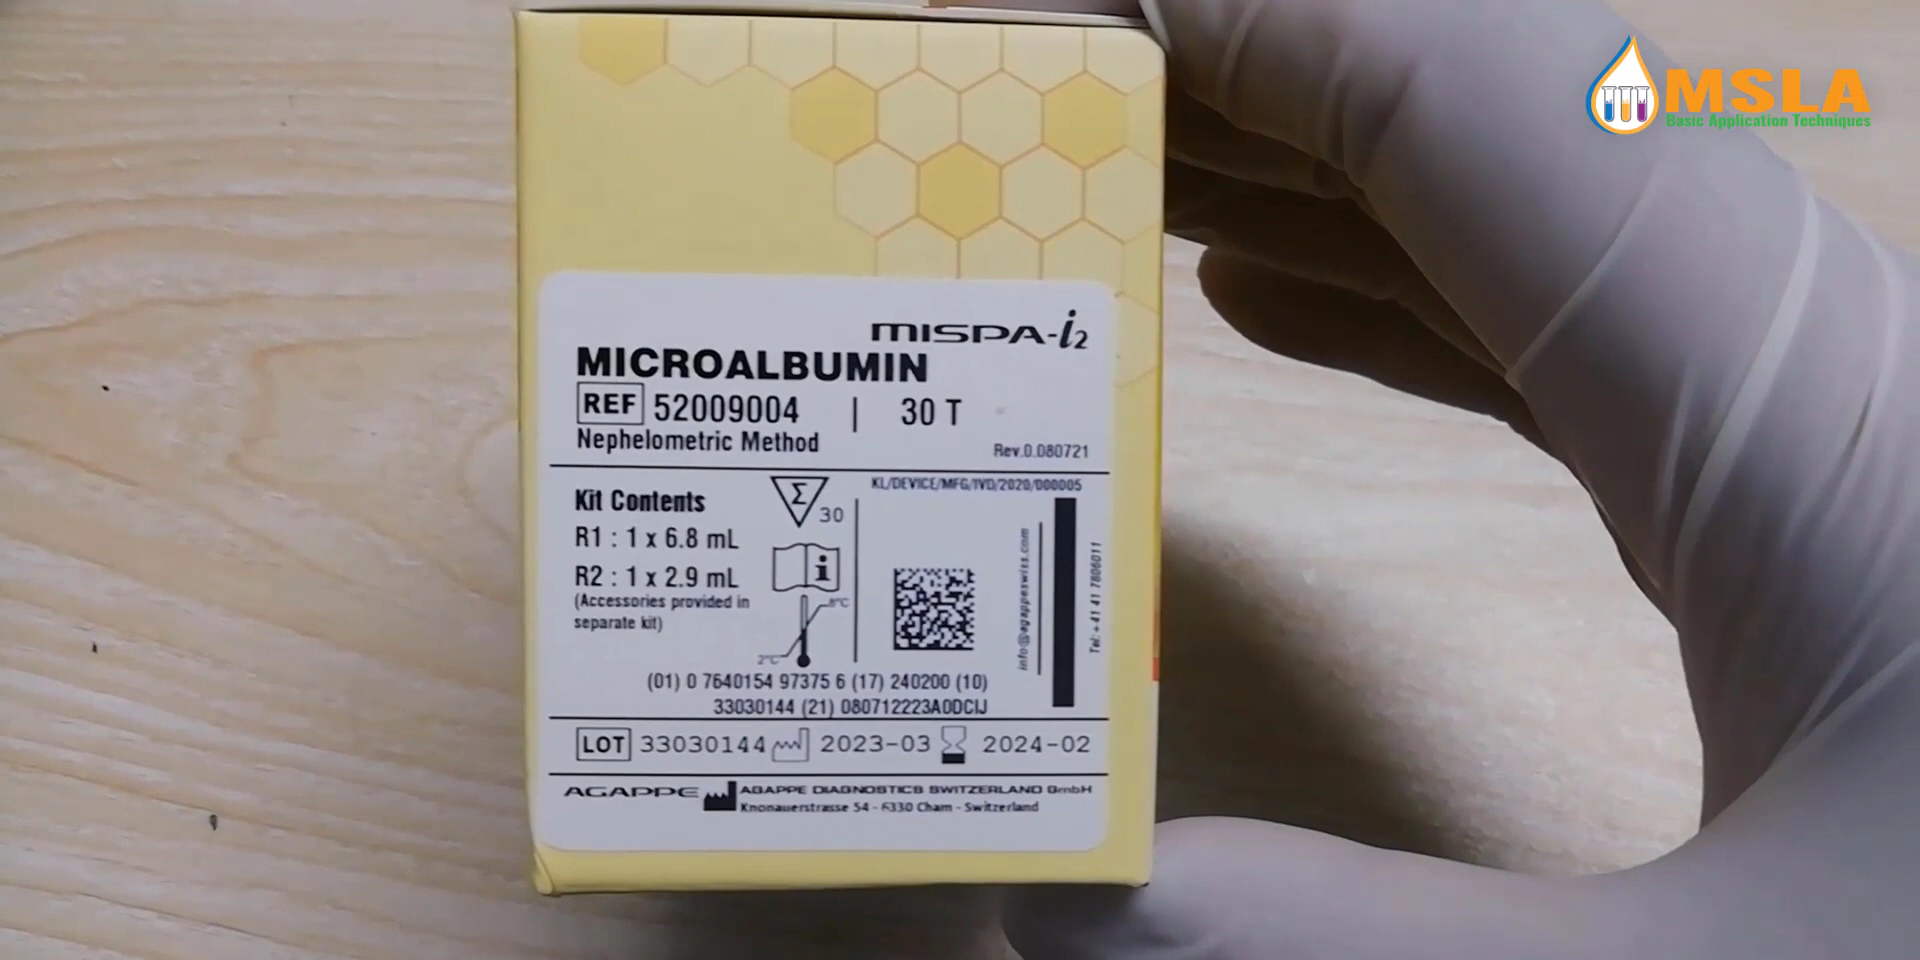 MSLA
Basic Application Techniques
MISPA-i2
MICROALBUMIN
REF 52009004 | 30 T
Nephelometric Method
Rev.0.080721
Kit Contents
R1 : 1 x 6.8 mL
R2 : 1 x 2.9 mL
(Accessories provided in
separate kit)
Σ 30
i
8°C
2°C
KL/DEVICE/MFG/IVD/2020/000005
info@agappeswiss.com
Tel: +41 41 7806011
(01) 0 7640154 97375 6 (17) 240200 (10)
33030144 (21) 080712223A0DCIJ
LOT 33030144 2023-03 2024-02
AGAPPE AGAPPE DIAGNOSTICS SWITZERLAND GmbH
Knonauerstrasse 54 - 6330 Cham - Switzerland